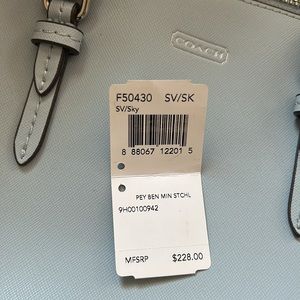 COACH
F50430 SV/SK
SV/Sky
8 88067 12201 5
PEY BEN MIN STCHL
9H00100942
MFSRP $228.00